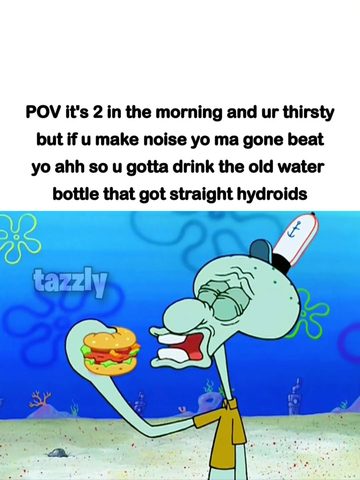 POV it's 2 in the morning and ur thirsty
but if u make noise yo ma gone beat
yo ahh so u gotta drink the old water
bottle that got straight hydroids
tazzly